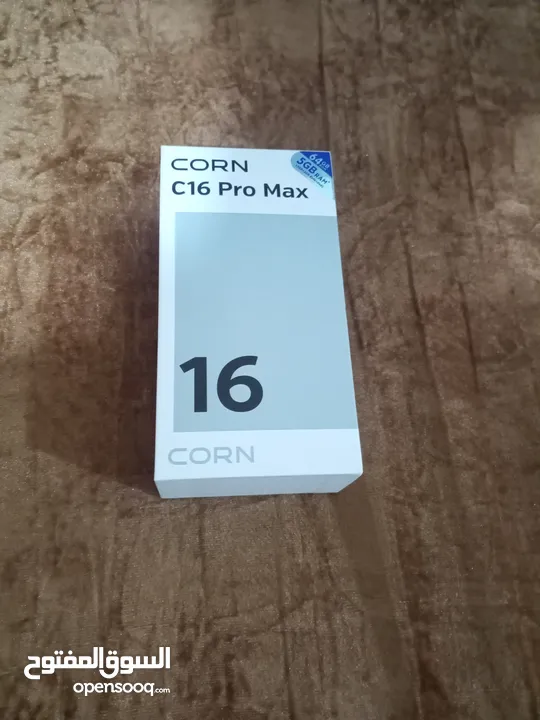 CORN
64GB
5GB RAM*
C16 Pro Max
16
CORN
السوق المفتوح
opensooq.com